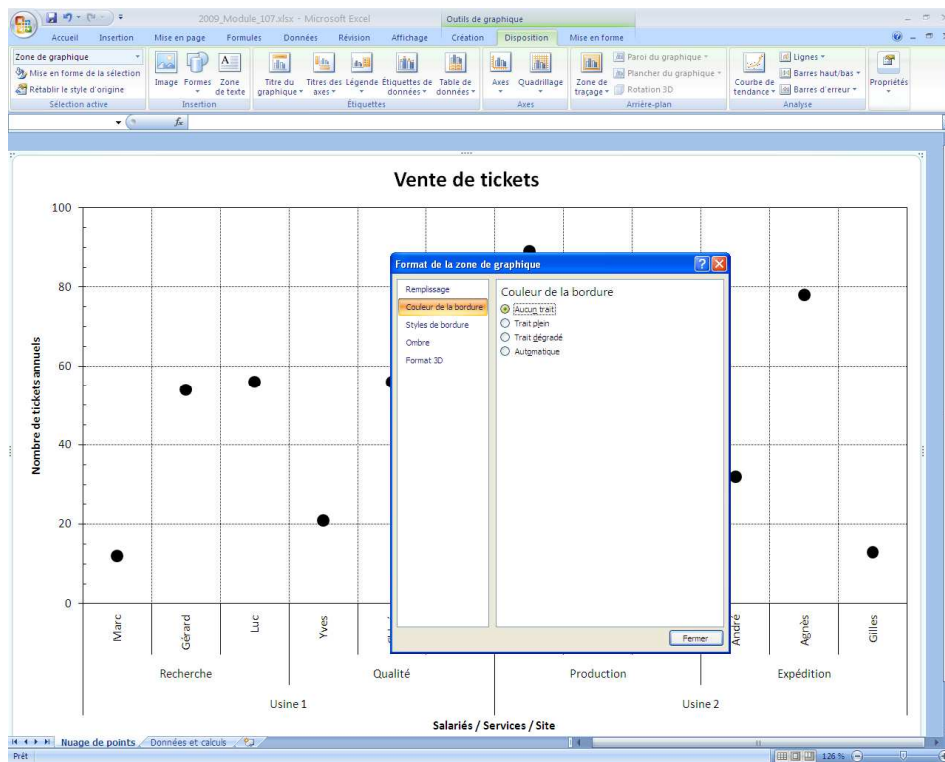 2009_Module_107.xlsx - Microsoft Excel
Outils de graphique
Accueil Insertion Mise en page Formules Données Révision Affichage Création Disposition Mise en forme
Zone de graphique
Mise en forme de la sélection
Rétablir le style d'origine
Sélection active
Image Formes Zone de texte
Insertion
Titre du graphique Titres des axes Légende Étiquettes de données Table de données
Étiquettes
Axes Quadrillage
Axes
Zone de traçage
Paroi du graphique
Plancher du graphique
Rotation 3D
Arrière-plan
Courbe de tendance
Lignes
Barres haut/bas
Barres d'erreur
Analyse
Propriétés
fx
Vente de tickets
Nombre de tickets annuels
100
80
60
40
20
0
Format de la zone de graphique
Remplissage
Couleur de la bordure
Styles de bordure
Ombre
Format 3D
Couleur de la bordure
Aucun trait
Trait plein
Trait dégradé
Automatique
Fermer
Marc Gérard Luc Yves André Agnès Gilles
Recherche Qualité Production Expédition
Usine 1 Usine 2
Salariés / Services / Site
Nuage de points Données et calculs
Prêt
126 %